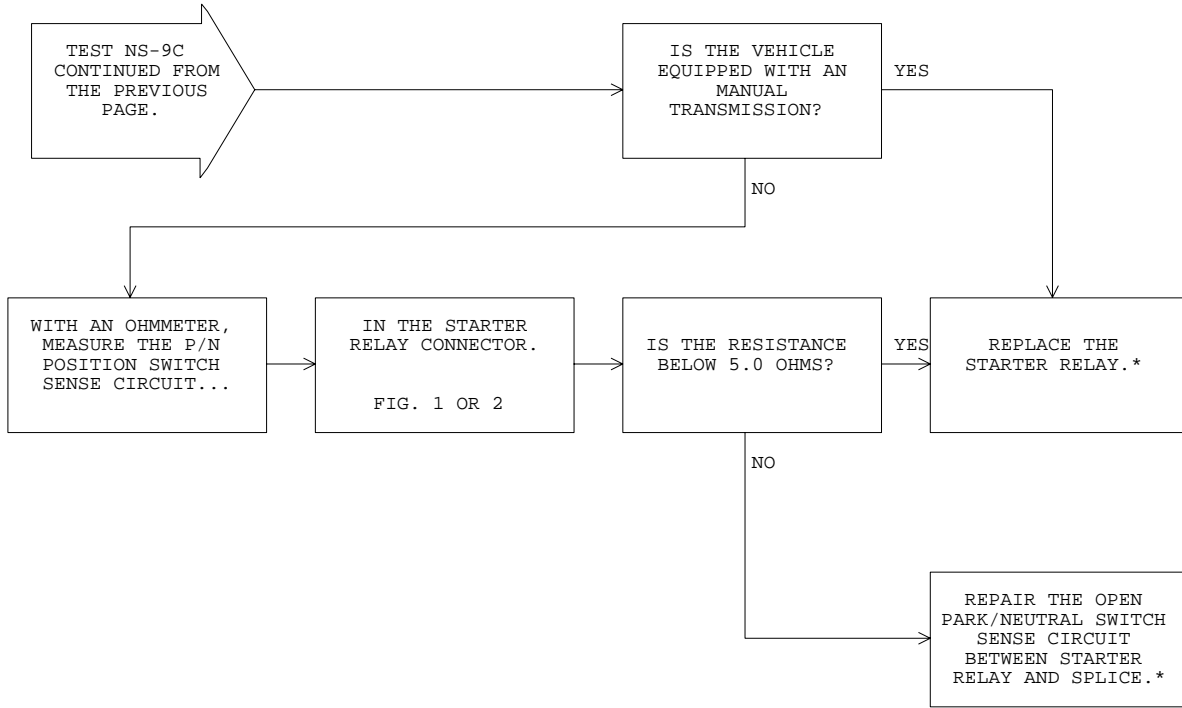 TEST NS-9C
CONTINUED FROM
THE PREVIOUS
PAGE.
IS THE VEHICLE
EQUIPPED WITH AN
MANUAL
TRANSMISSION?
YES
NO
WITH AN OHMMETER,
MEASURE THE P/N
POSITION SWITCH
SENSE CIRCUIT...
IN THE STARTER
RELAY CONNECTOR.
FIG. 1 OR 2
IS THE RESISTANCE
BELOW 5.0 OHMS?
YES
REPLACE THE
STARTER RELAY.*
NO
REPAIR THE OPEN
PARK/NEUTRAL SWITCH
SENSE CIRCUIT
BETWEEN STARTER
RELAY AND SPLICE.*